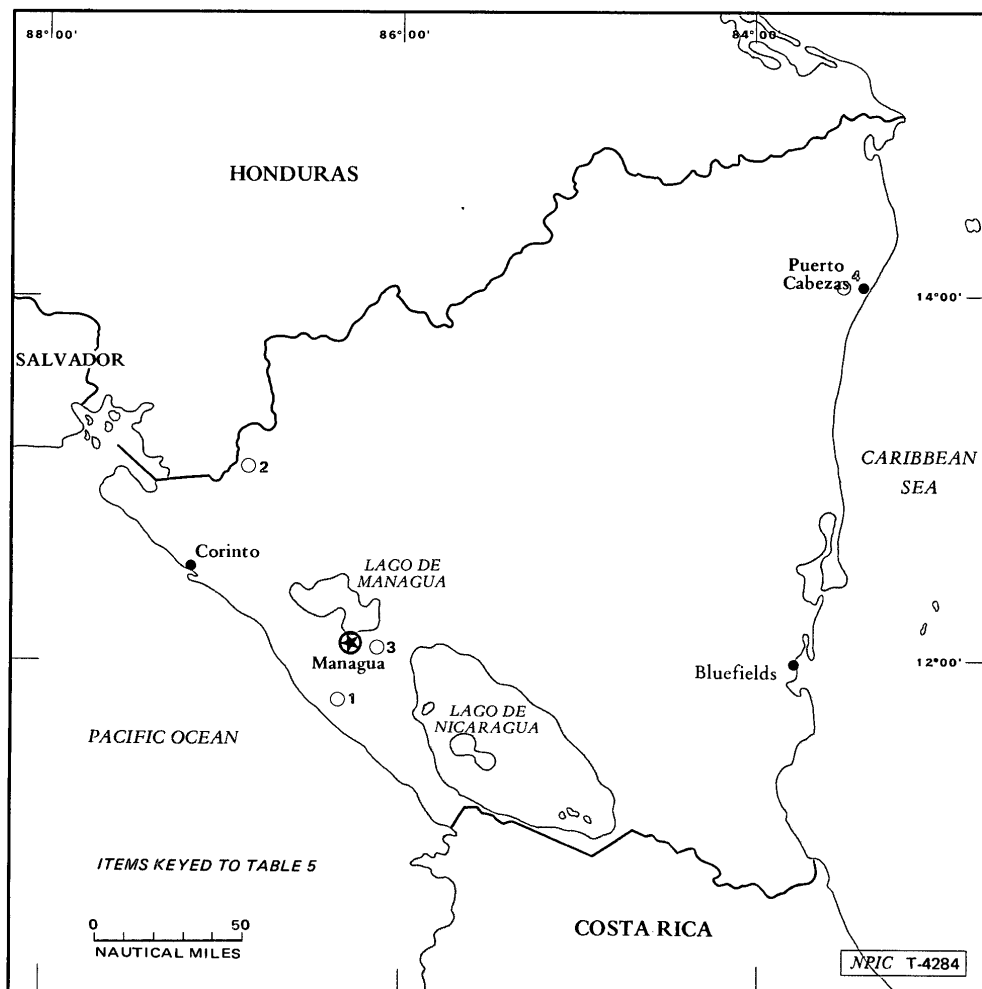 88°00'
86°00'
84°00'
HONDURAS
Puerto
Cabezas
14°00'
SALVADOR
2
CARIBBEAN
SEA
Corinto
LAGO DE
MANAGUA
3
Managua
12°00'
Bluefields
1
LAGO DE
NICARAGUA
PACIFIC OCEAN
ITEMS KEYED TO TABLE 5
0 50
NAUTICAL MILES
COSTA RICA
NPIC T-4284